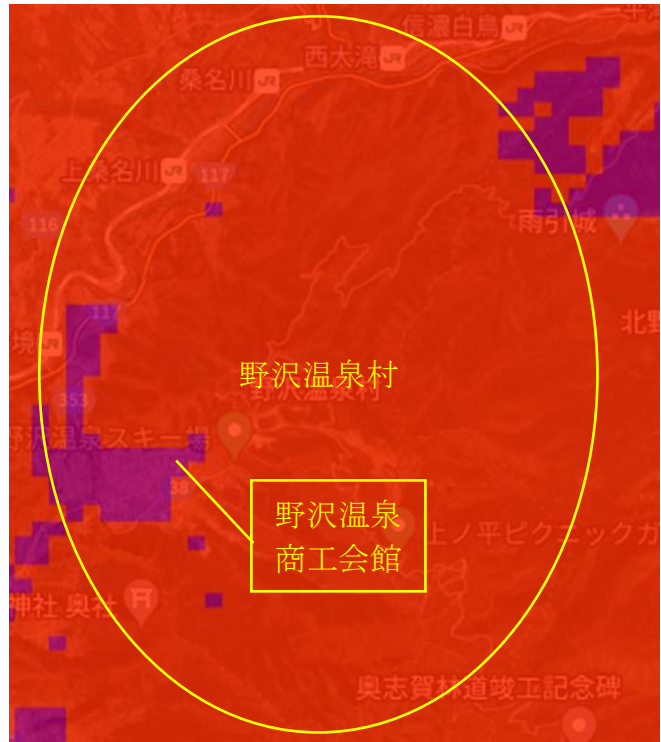 信濃白鳥
西大滝
桑名川
上桑名川
117
116
雨引城
117
境
北野
野沢温泉村
野沢温泉村
353
野沢温泉スキー場
38
野沢温泉
商工会館
上ノ平ピクニックガ
神社 奥社
奥志賀林道竣工記念碑